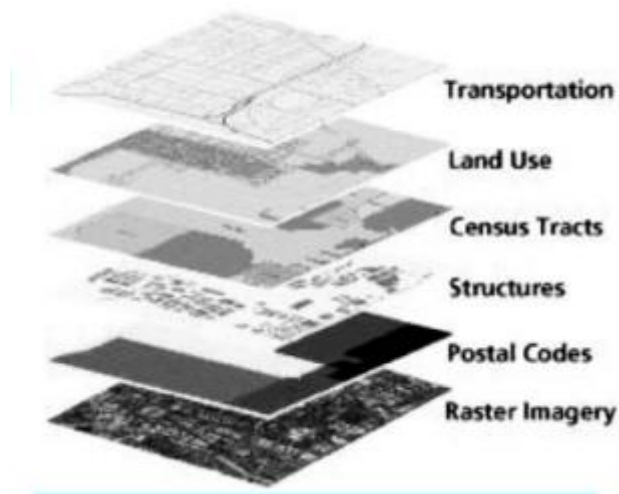 Transportation
Land Use
Census Tracts
Structures
Postal Codes
Raster Imagery